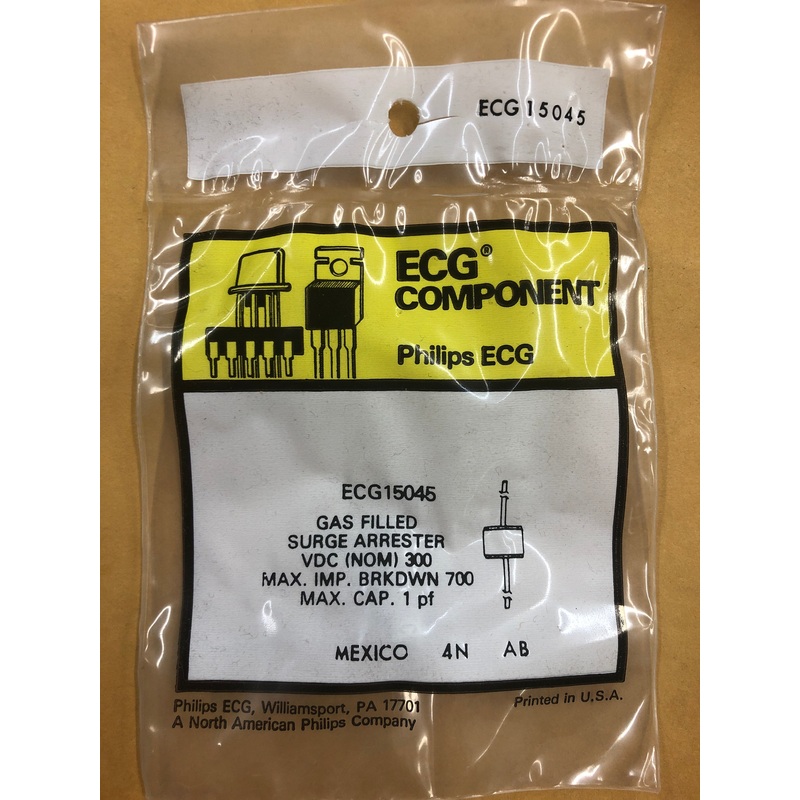 ECG 15045
ECG®
COMPONENT
Philips ECG
ECG15045
GAS FILLED
SURGE ARRESTER
VDC (NOM) 300
MAX. IMP. BRKDWN 700
MAX. CAP. 1 pf
MEXICO 4N AB
Philips ECG, Williamsport, PA 17701
A North American Philips Company
Printed in U.S.A.